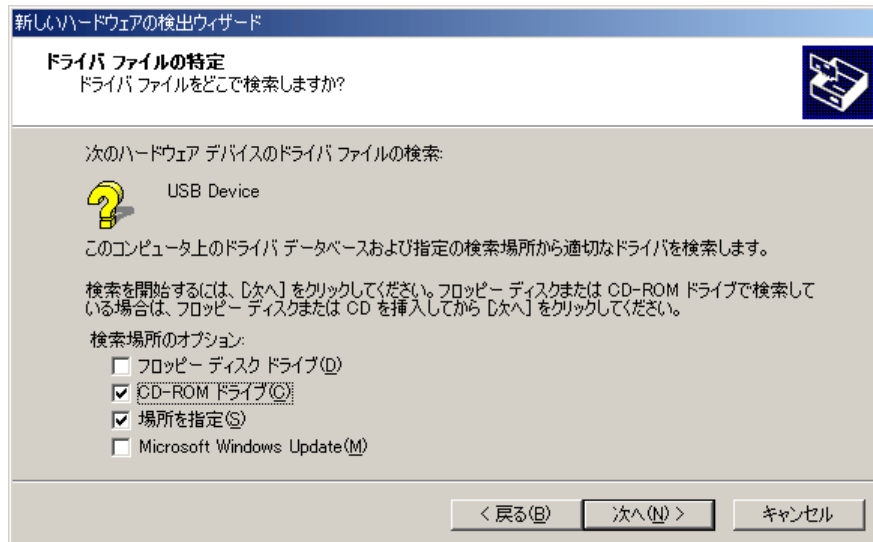 新しいハードウェアの検出ウィザード
ドライバ ファイルの特定
ドライバ ファイルをどこで検索しますか?
次のハードウェア デバイスのドライバ ファイルの検索:
USB Device
このコンピュータ上のドライバ データベースおよび指定の検索場所から適切なドライバを検索します。
検索を開始するには、[次へ] をクリックしてください。フロッピー ディスクまたは CD-ROM ドライブで検索して
いる場合は、フロッピー ディスクまたは CD を挿入してから [次へ] をクリックしてください。
検索場所のオプション:
フロッピー ディスク ドライブ(D)
CD-ROM ドライブ(C)
場所を指定(S)
Microsoft Windows Update(M)
< 戻る(B) 次へ(N) > キャンセル